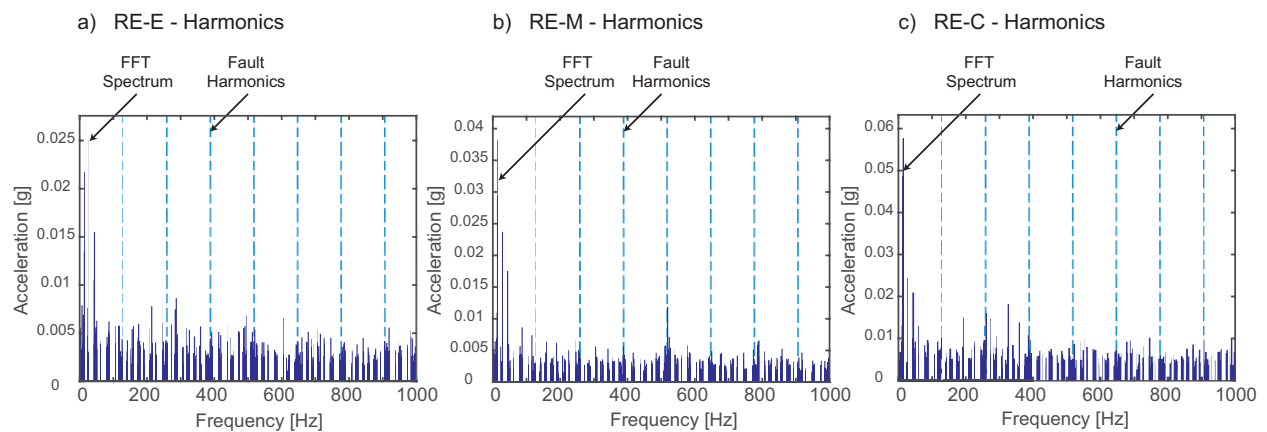 a) RE-E - Harmonics
FFT
Spectrum
Fault
Harmonics
Acceleration [g]
0.025
0.02
0.015
0.01
0.005
0
0 200 400 600 800 1000
Frequency [Hz]
b) RE-M - Harmonics
FFT
Spectrum
Fault
Harmonics
Acceleration [g]
0.04
0.035
0.03
0.025
0.02
0.015
0.01
0.005
0
0 200 400 600 800 1000
Frequency [Hz]
c) RE-C - Harmonics
FFT
Spectrum
Fault
Harmonics
Acceleration [g]
0.06
0.05
0.04
0.03
0.02
0.01
0
0 200 400 600 800 1000
Frequency [Hz]